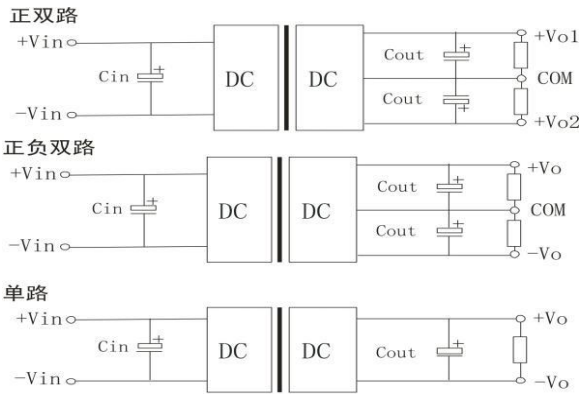 正双路
+Vin
Cin
+
-Vin
DC
DC
Cout
+
Cout
+
+Vo1
COM
+Vo2
正负双路
+Vin
Cin
+
-Vin
DC
DC
Cout
+
Cout
+
+Vo
COM
-Vo
单路
+Vin
Cin
+
-Vin
DC
DC
Cout
+
+Vo
-Vo